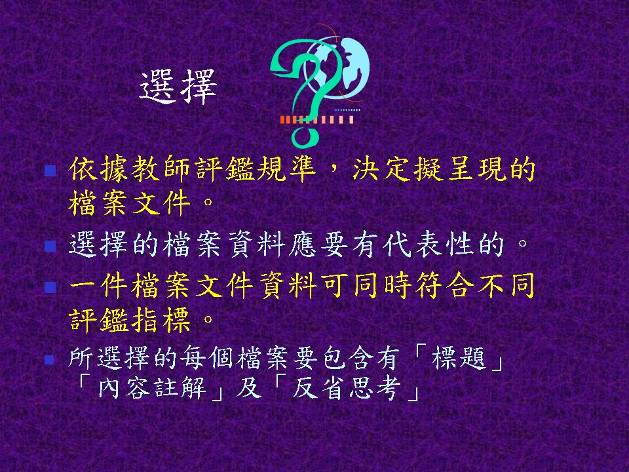 選擇
依據教師評鑑規準，決定擬呈現的
檔案文件。
選擇的檔案資料應要有代表性的。
一件檔案文件資料可同時符合不同
評鑑指標。
所選擇的每個檔案要包含有「標題」
「內容註解」及「反省思考」